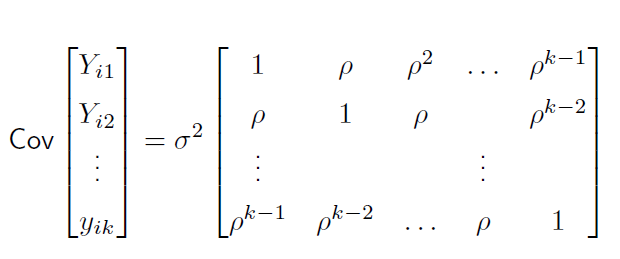 Cov [Y_{i1} Y_{i2} ⋮ y_{ik}] = σ^2 [
1 ρ ρ^2 … ρ^{k−1}
ρ 1 ρ ρ^{k−2}
⋮ ⋮
ρ^{k−1} ρ^{k−2} … ρ 1
]